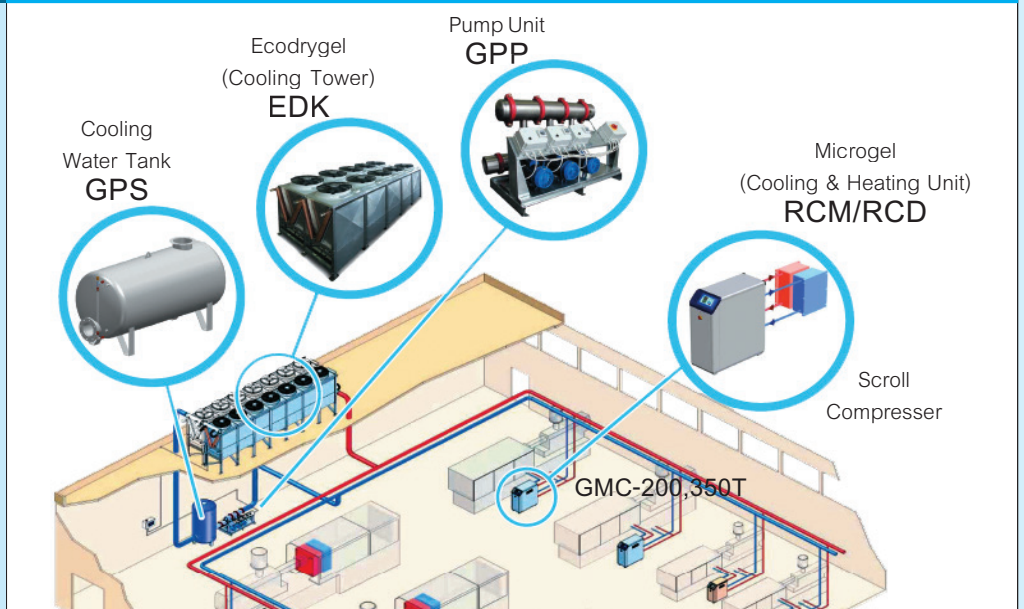 Pump Unit
GPP
Ecodrygel
(Cooling Tower)
EDK
Cooling
Water Tank
GPS
Microgel
(Cooling & Heating Unit)
RCM/RCD
Scroll
Compresser
GMC-200,350T